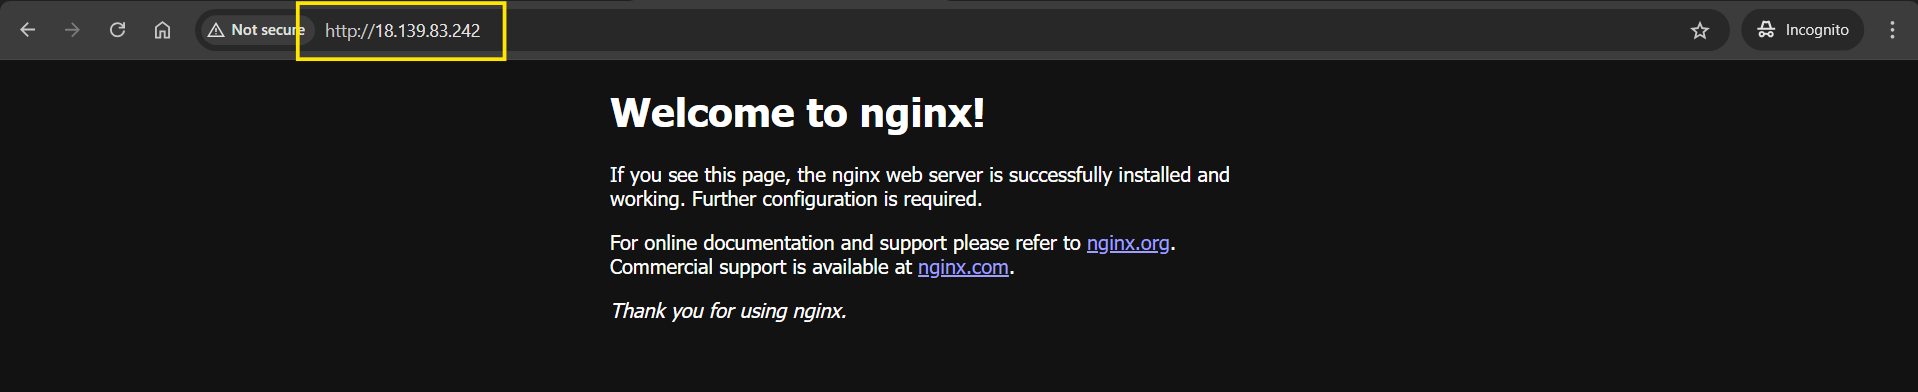 Not secure http://18.139.83.242 Incognito
Welcome to nginx!
If you see this page, the nginx web server is successfully installed and
working. Further configuration is required.
For online documentation and support please refer to nginx.org.
Commercial support is available at nginx.com.
Thank you for using nginx.